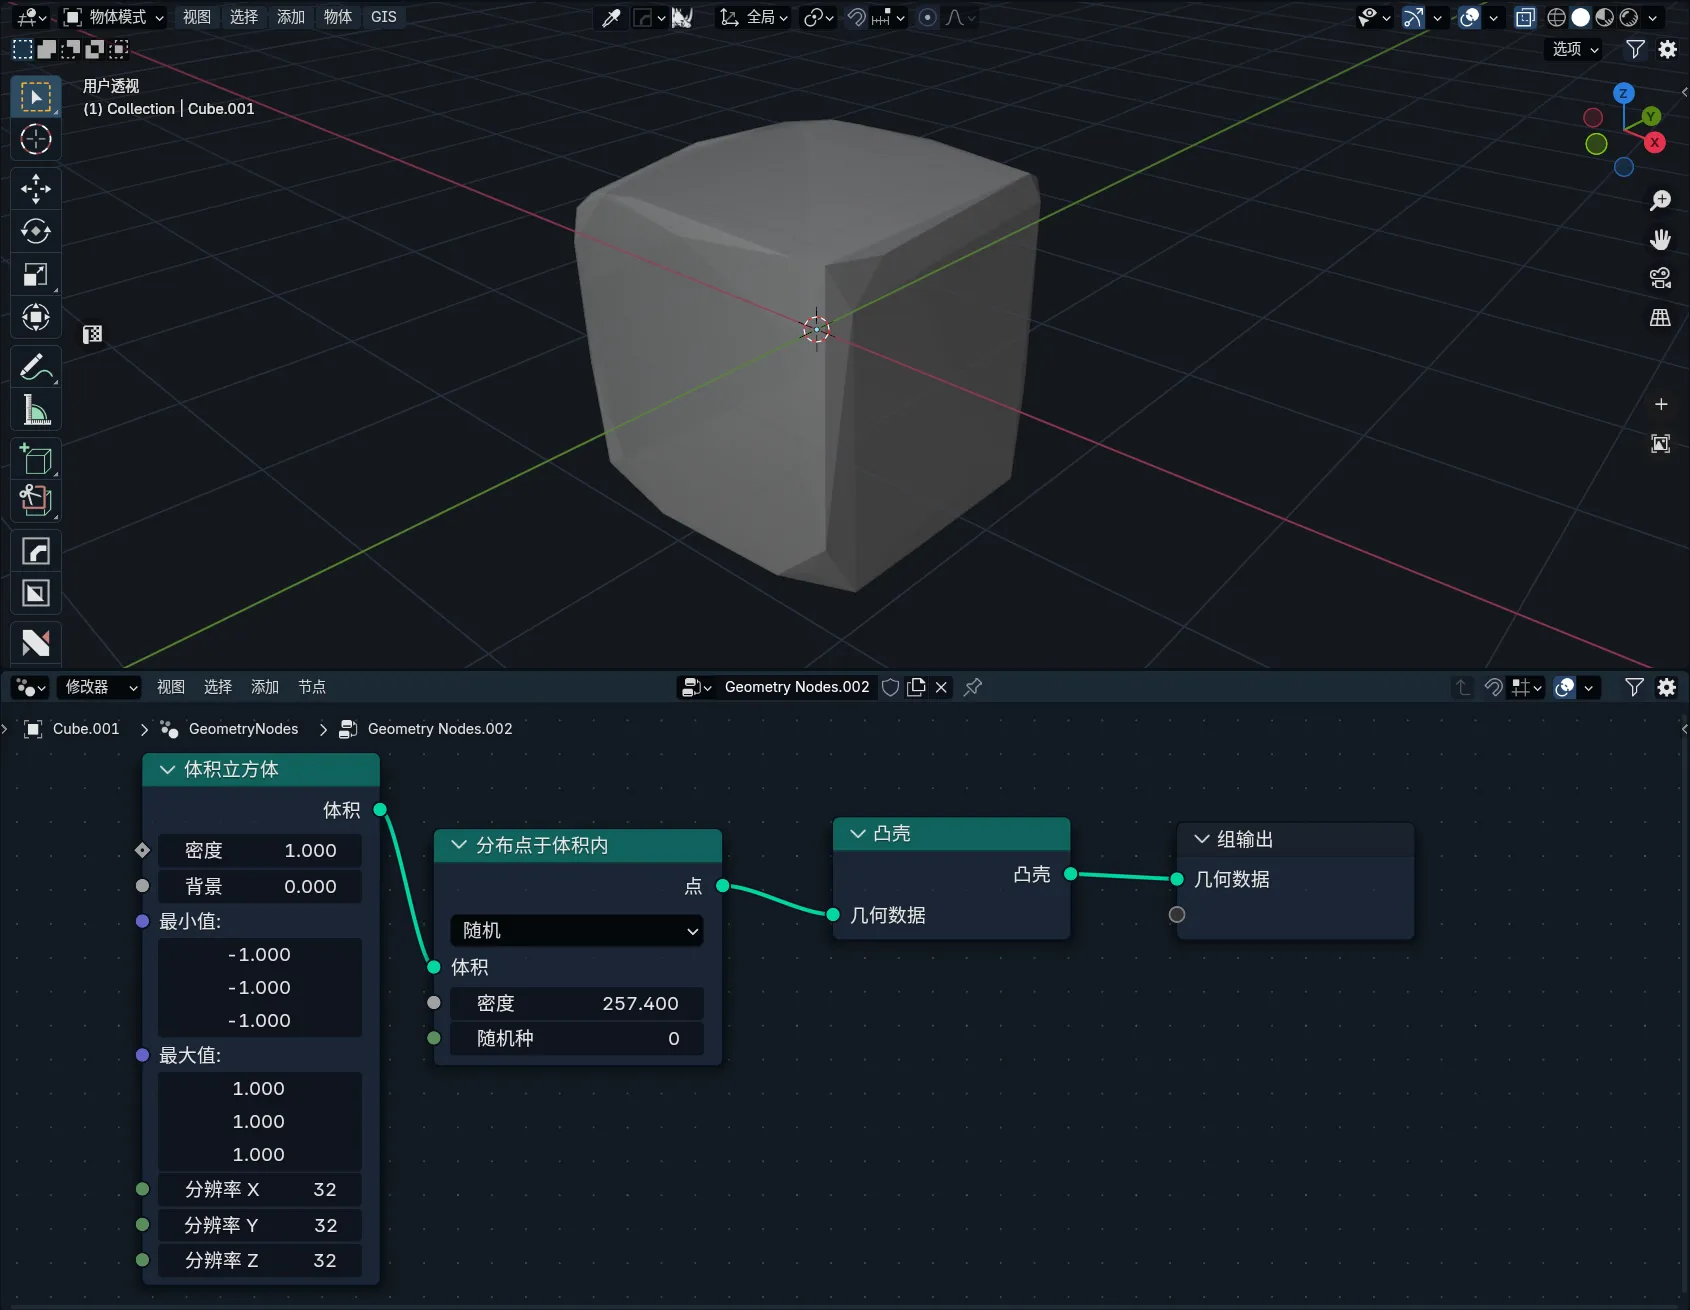 物体模式 视图 选择 添加 物体 GIS 全局
选项
用户透视
(1) Collection | Cube.001
Z
Y
X
修改器 视图 选择 添加 节点 Geometry Nodes.002
Cube.001 GeometryNodes Geometry Nodes.002
体积立方体
体积
密度 1.000
背景 0.000
最小值:
-1.000
-1.000
-1.000
最大值:
1.000
1.000
1.000
分辨率 X 32
分辨率 Y 32
分辨率 Z 32
分布点于体积内
点
随机
体积
密度 257.400
随机种 0
凸壳
凸壳
几何数据
组输出
几何数据